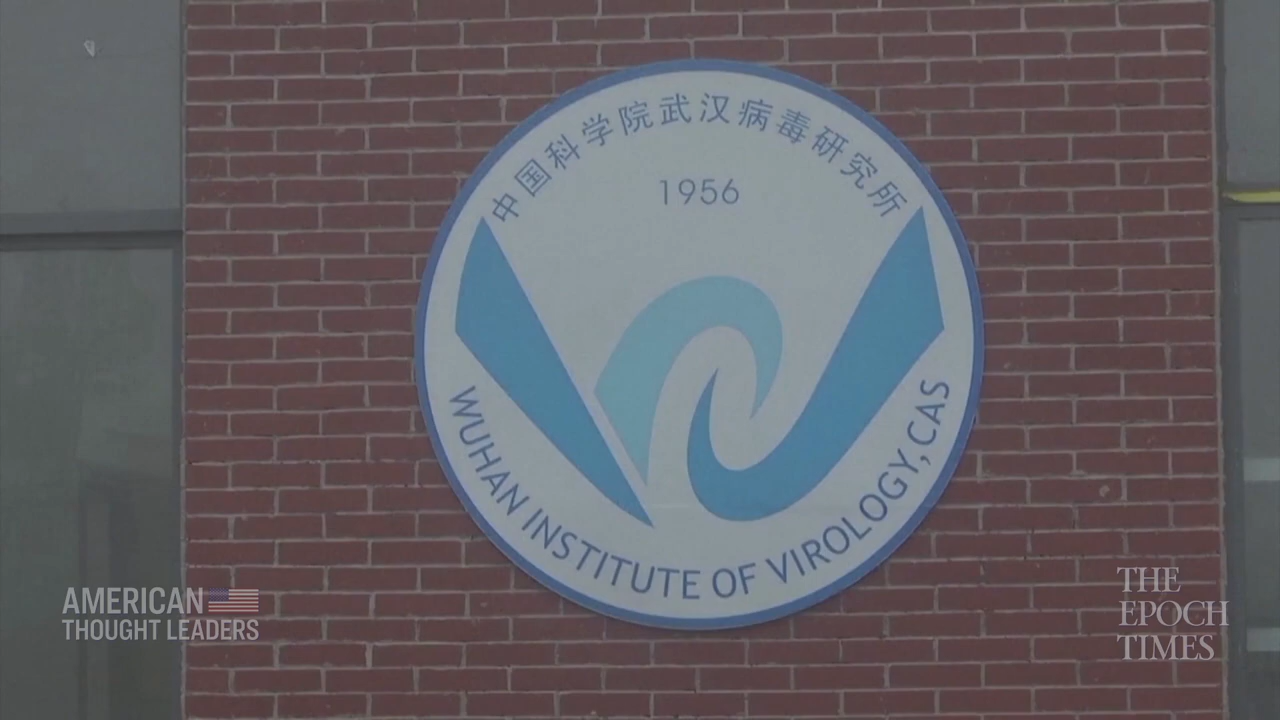 中国科学院武汉病毒研究所
1956
WUHAN INSTITUTE OF VIROLOGY, CAS
AMERICAN
THOUGHT LEADERS
THE
EPOCH
TIMES